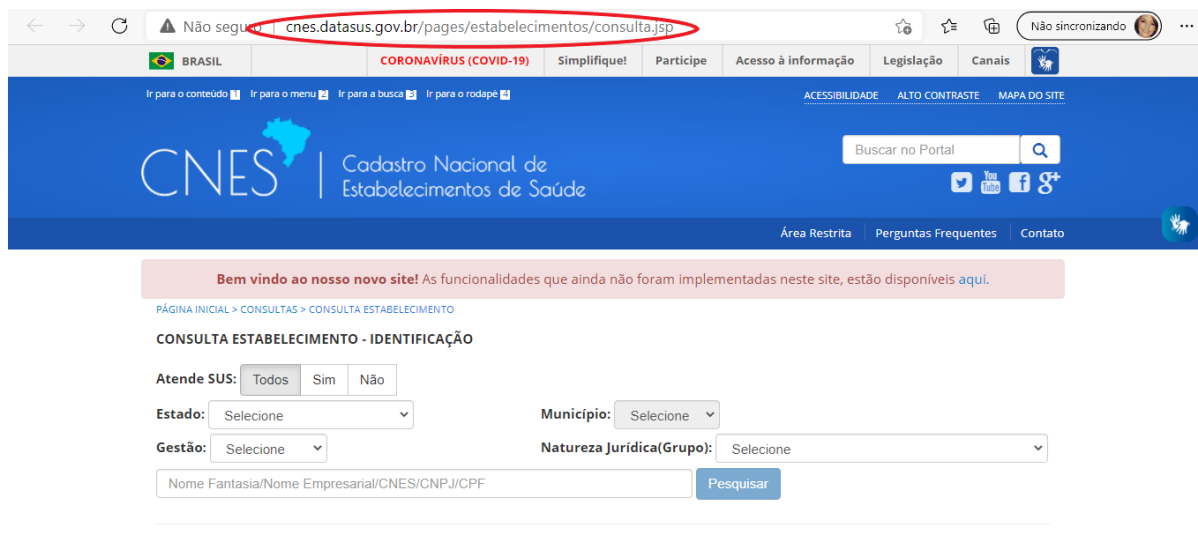 Não seguro cnes.datasus.gov.br/pages/estabelecimentos/consulta.jsp Não sincronizando
BRASIL CORONAVÍRUS (COVID-19) Simplifique! Participe Acesso à informação Legislação Canais
Ir para o conteúdo 1 Ir para o menu 2 Ir para a busca 3 Ir para o rodapé 4 ACESSIBILIDADE ALTO CONTRASTE MAPA DO SITE
Buscar no Portal
CNES Cadastro Nacional de
Estabelecimentos de Saúde
You Tube f g+
Área Restrita Perguntas Frequentes Contato
Bem vindo ao nosso novo site! As funcionalidades que ainda não foram implementadas neste site, estão disponíveis aqui.
PÁGINA INICIAL > CONSULTAS > CONSULTA ESTABELECIMENTO
CONSULTA ESTABELECIMENTO - IDENTIFICAÇÃO
Atende SUS: Todos Sim Não
Estado: Selecione Município: Selecione
Gestão: Selecione Natureza Jurídica(Grupo): Selecione
Nome Fantasia/Nome Empresarial/CNES/CNPJ/CPF Pesquisar